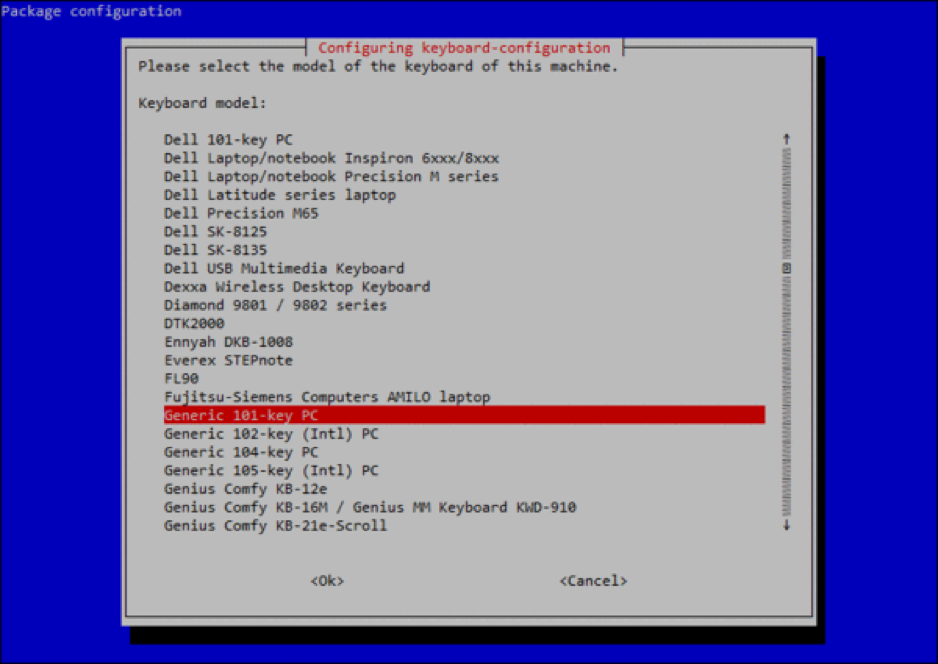 Package configuration
Configuring keyboard-configuration
Please select the model of the keyboard of this machine.
Keyboard model:
Dell 101-key PC
Dell Laptop/notebook Inspiron 6xxx/8xxx
Dell Laptop/notebook Precision M series
Dell Latitude series laptop
Dell Precision M65
Dell SK-8125
Dell SK-8135
Dell USB Multimedia Keyboard
Dexxa Wireless Desktop Keyboard
Diamond 9801 / 9802 series
DTK2000
Ennyah DKB-1008
Everex STEPnote
FL90
Fujitsu-Siemens Computers AMILO laptop
Generic 101-key PC
Generic 102-key (Intl) PC
Generic 104-key PC
Generic 105-key (Intl) PC
Genius Comfy KB-12e
Genius Comfy KB-16M / Genius MM Keyboard KWD-910
Genius Comfy KB-21e-Scroll
<Ok> <Cancel>